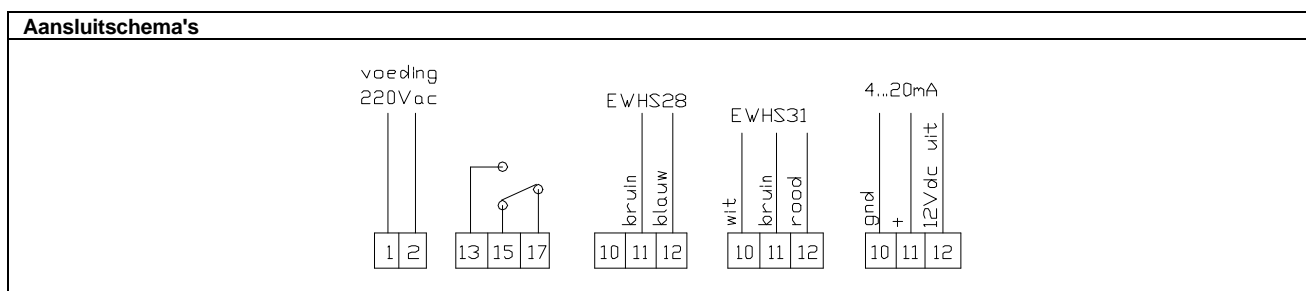 Aansluitschema's
voeding
220Vac
1 2
13 15 17
EWHS28
bruin
blauw
10 11 12
EWHS31
wit
bruin
rood
10 11 12
4...20mA
gnd
+
12Vdc uit
10 11 12